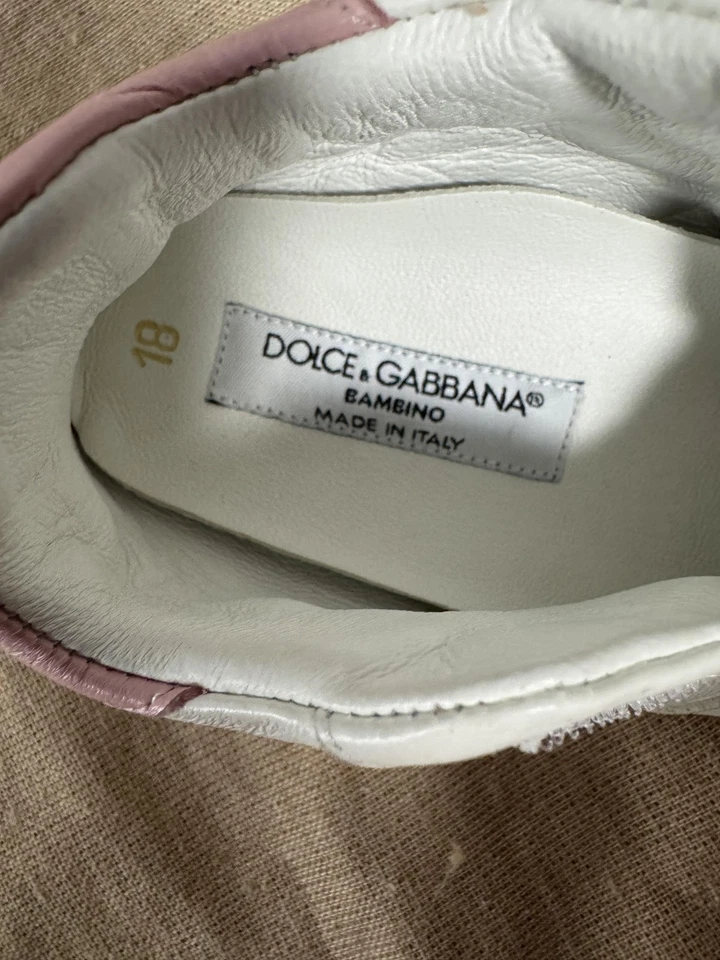 18
DOLCE & GABBANA®
BAMBINO
MADE IN ITALY